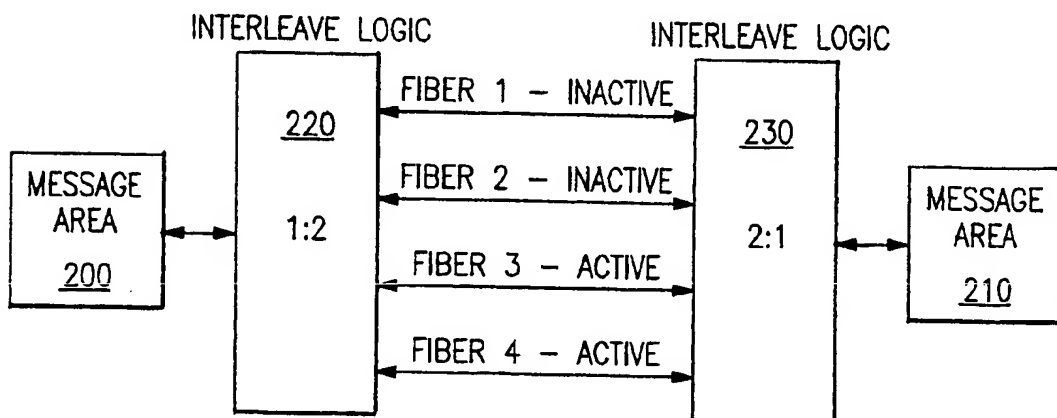 INTERLEAVE LOGIC
INTERLEAVE LOGIC
FIBER 1 – INACTIVE
220
230
FIBER 2 – INACTIVE
MESSAGE
AREA
200
MESSAGE
AREA
210
1:2
2:1
FIBER 3 – ACTIVE
FIBER 4 – ACTIVE